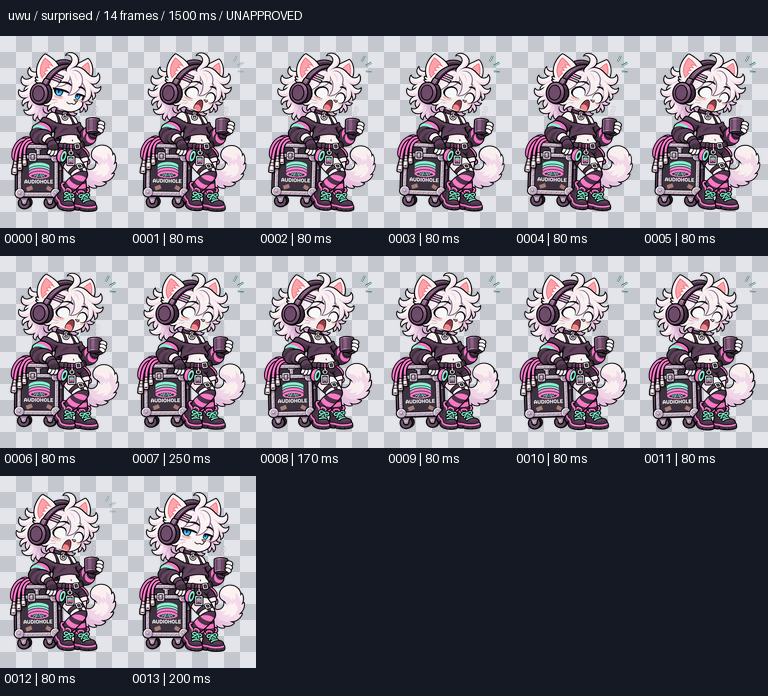 uwu / surprised / 14 frames / 1500 ms / UNAPPROVED
AUDIOHOLE AUDIOHOLE AUDIOHOLE AUDIOHOLE AUDIOHOLE AUDIOHOLE
0000 | 80 ms 0001 | 80 ms 0002 | 80 ms 0003 | 80 ms 0004 | 80 ms 0005 | 80 ms
AUDIOHOLE AUDIOHOLE AUDIOHOLE AUDIOHOLE AUDIOHOLE AUDIOHOLE
0006 | 80 ms 0007 | 250 ms 0008 | 170 ms 0009 | 80 ms 0010 | 80 ms 0011 | 80 ms
AUDIOHOLE AUDIOHOLE
0012 | 80 ms 0013 | 200 ms